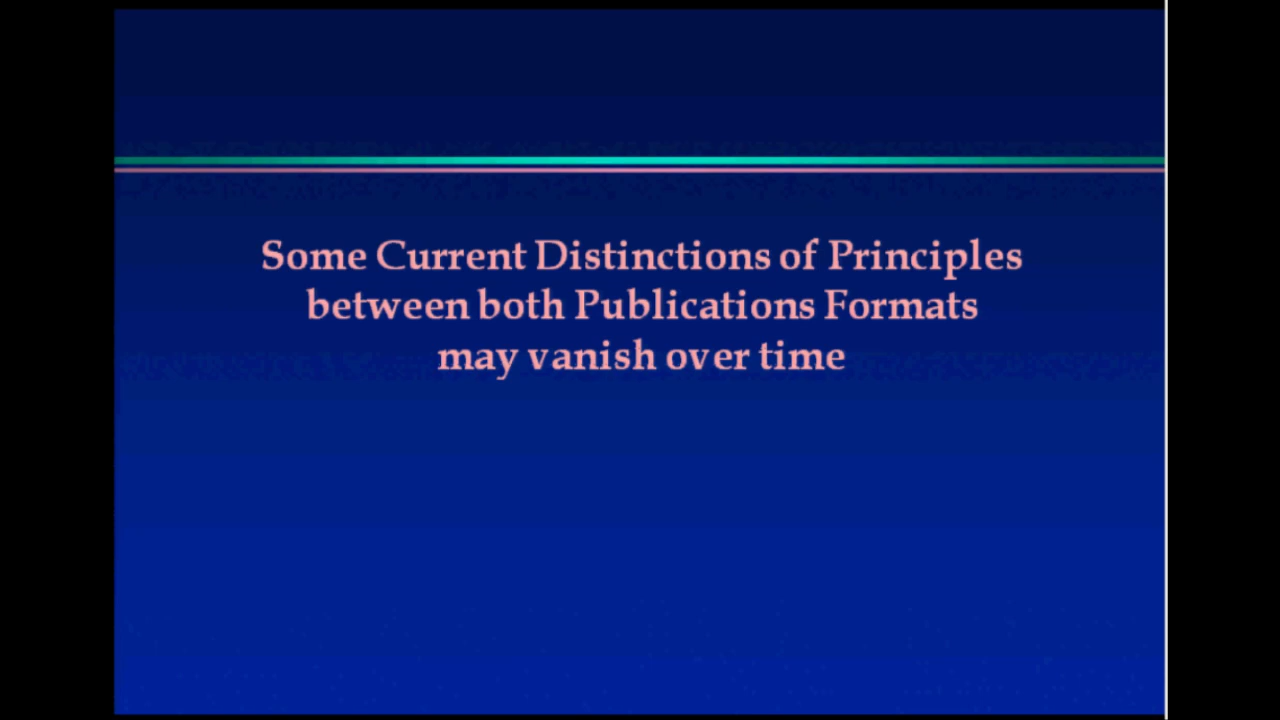 Some Current Distinctions of Principles
between both Publications Formats
may vanish over time